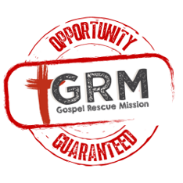 OPPORTUNITY
GRM
Gospel Rescue Mission
GUARANTEED